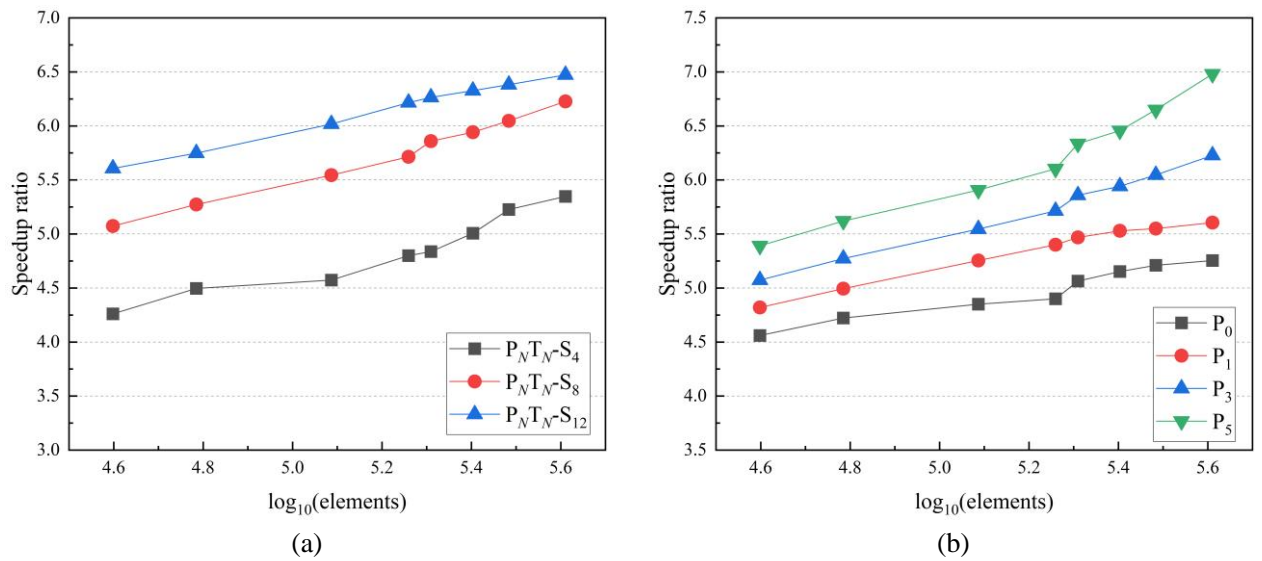 7.0
6.5
6.0
5.5
5.0
4.5
4.0
3.5
3.0
Speedup ratio
4.6 4.8 5.0 5.2 5.4 5.6
log₁₀(elements)
P_NT_N-S₄
P_NT_N-S₈
P_NT_N-S₁₂
(a)
7.5
7.0
6.5
6.0
5.5
5.0
4.5
4.0
3.5
Speedup ratio
4.6 4.8 5.0 5.2 5.4 5.6
log₁₀(elements)
P₀
P₁
P₃
P₅
(b)